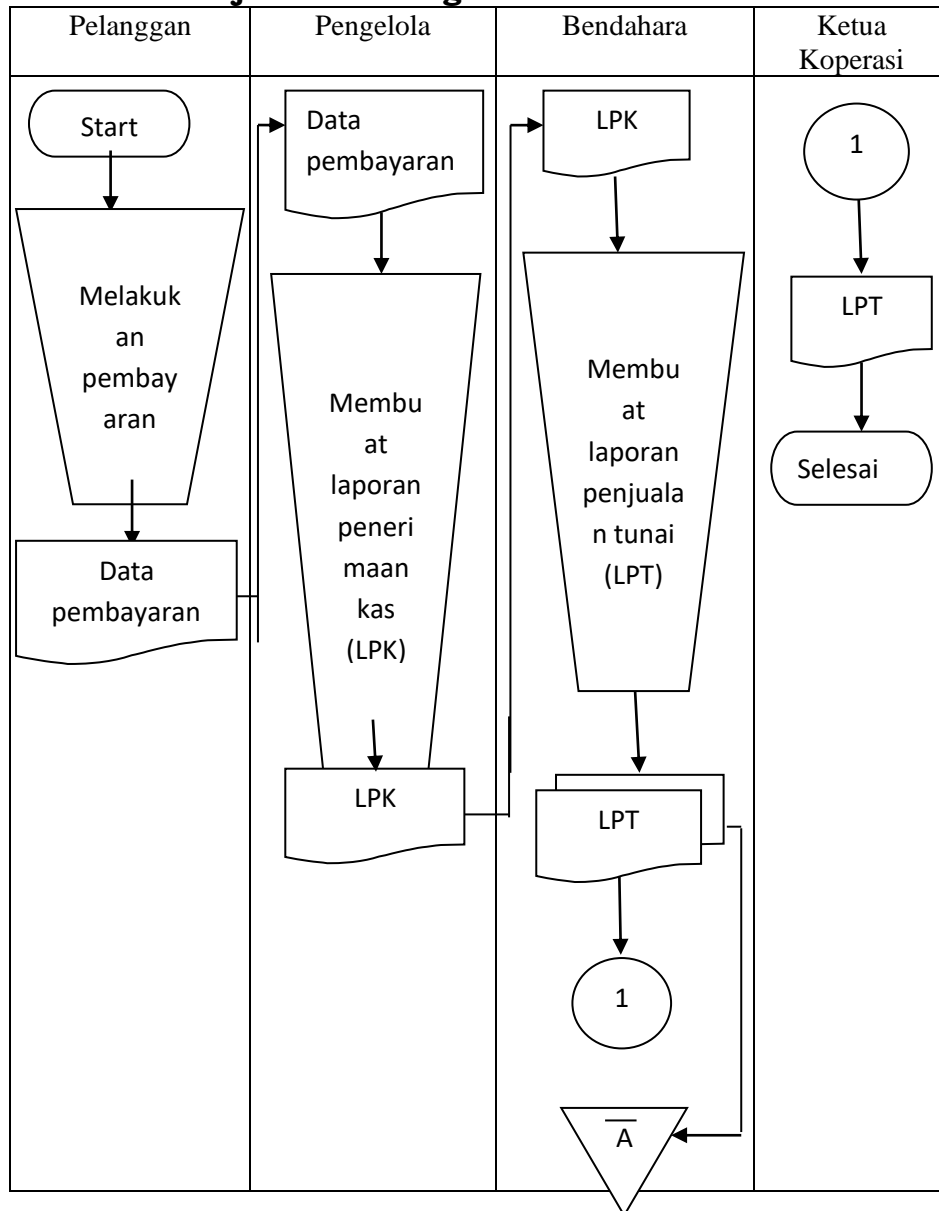 Pelanggan
Pengelola
Bendahara
Ketua
Koperasi
Start
Melakuk
an
pembay
aran
Data
pembayaran
Data
pembayaran
Membu
at
laporan
peneri
maan
kas
(LPK)
LPK
LPK
Membu
at
laporan
penjuala
n tunai
(LPT)
LPT
1
A
1
LPT
Selesai